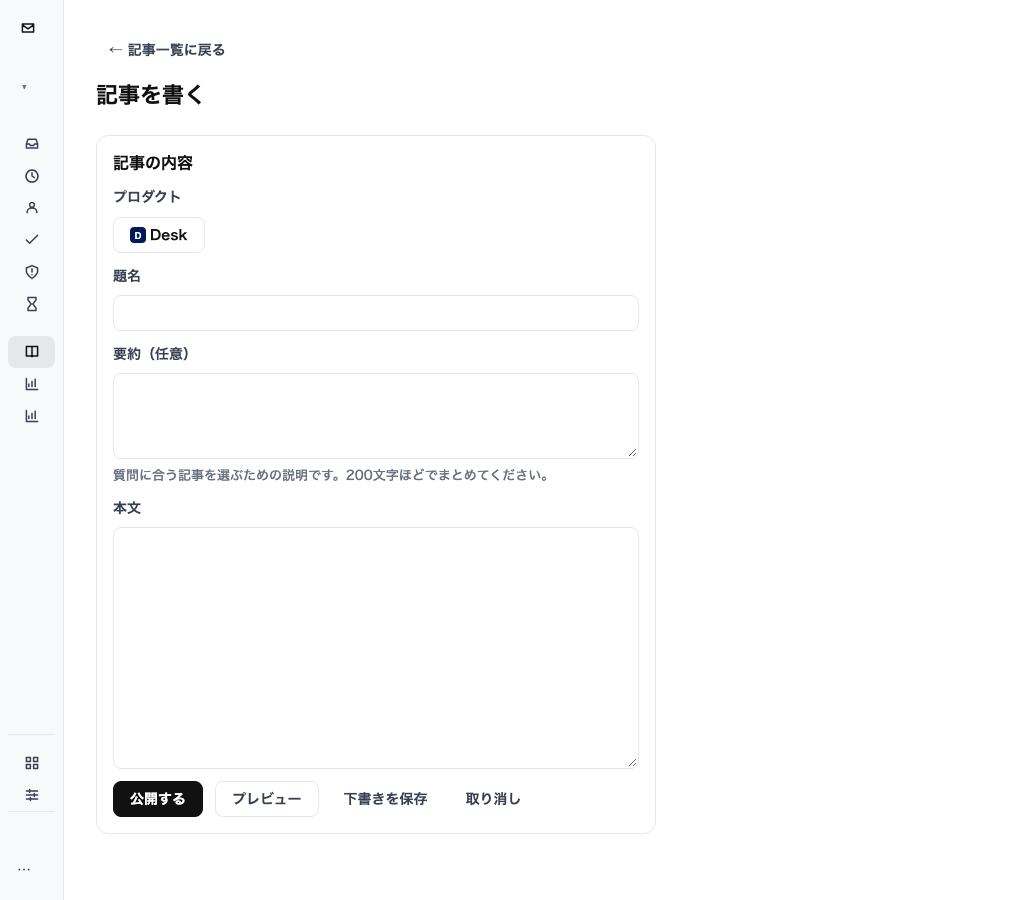 ← 記事一覧に戻る
記事を書く
記事の内容
プロダクト
D Desk
題名
要約（任意）
質問に合う記事を選ぶための説明です。200文字ほどでまとめてください。
本文
公開する プレビュー 下書きを保存 取り消し